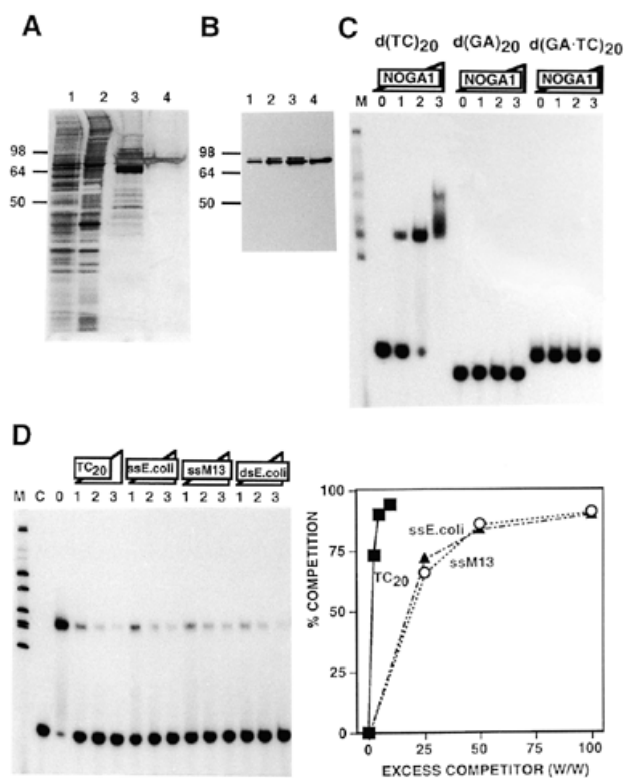 A
1 2 3 4
98
64
50
B
1 2 3 4
98
64
50
C
d(TC)20 d(GA)20 d(GA·TC)20
NOGA1 NOGA1 NOGA1
M 0 1 2 3 0 1 2 3 0 1 2 3
D
TC20 ssE.coli ssM13 dsE.coli
M C 0 1 2 3 1 2 3 1 2 3 1 2 3
% COMPETITION
100
75
50
25
0
ssE.coli
TC20
ssM13
0 25 50 75 100
EXCESS COMPETITOR (W/W)